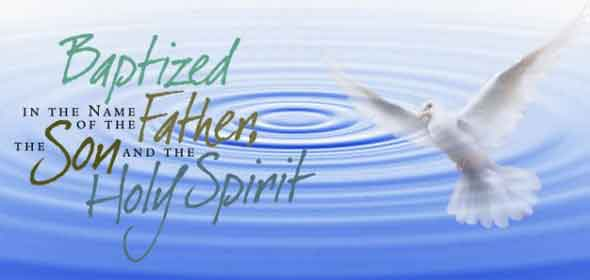 Baptized
IN THE NAME
OF THE Father,
THE Son AND THE
Holy Spirit